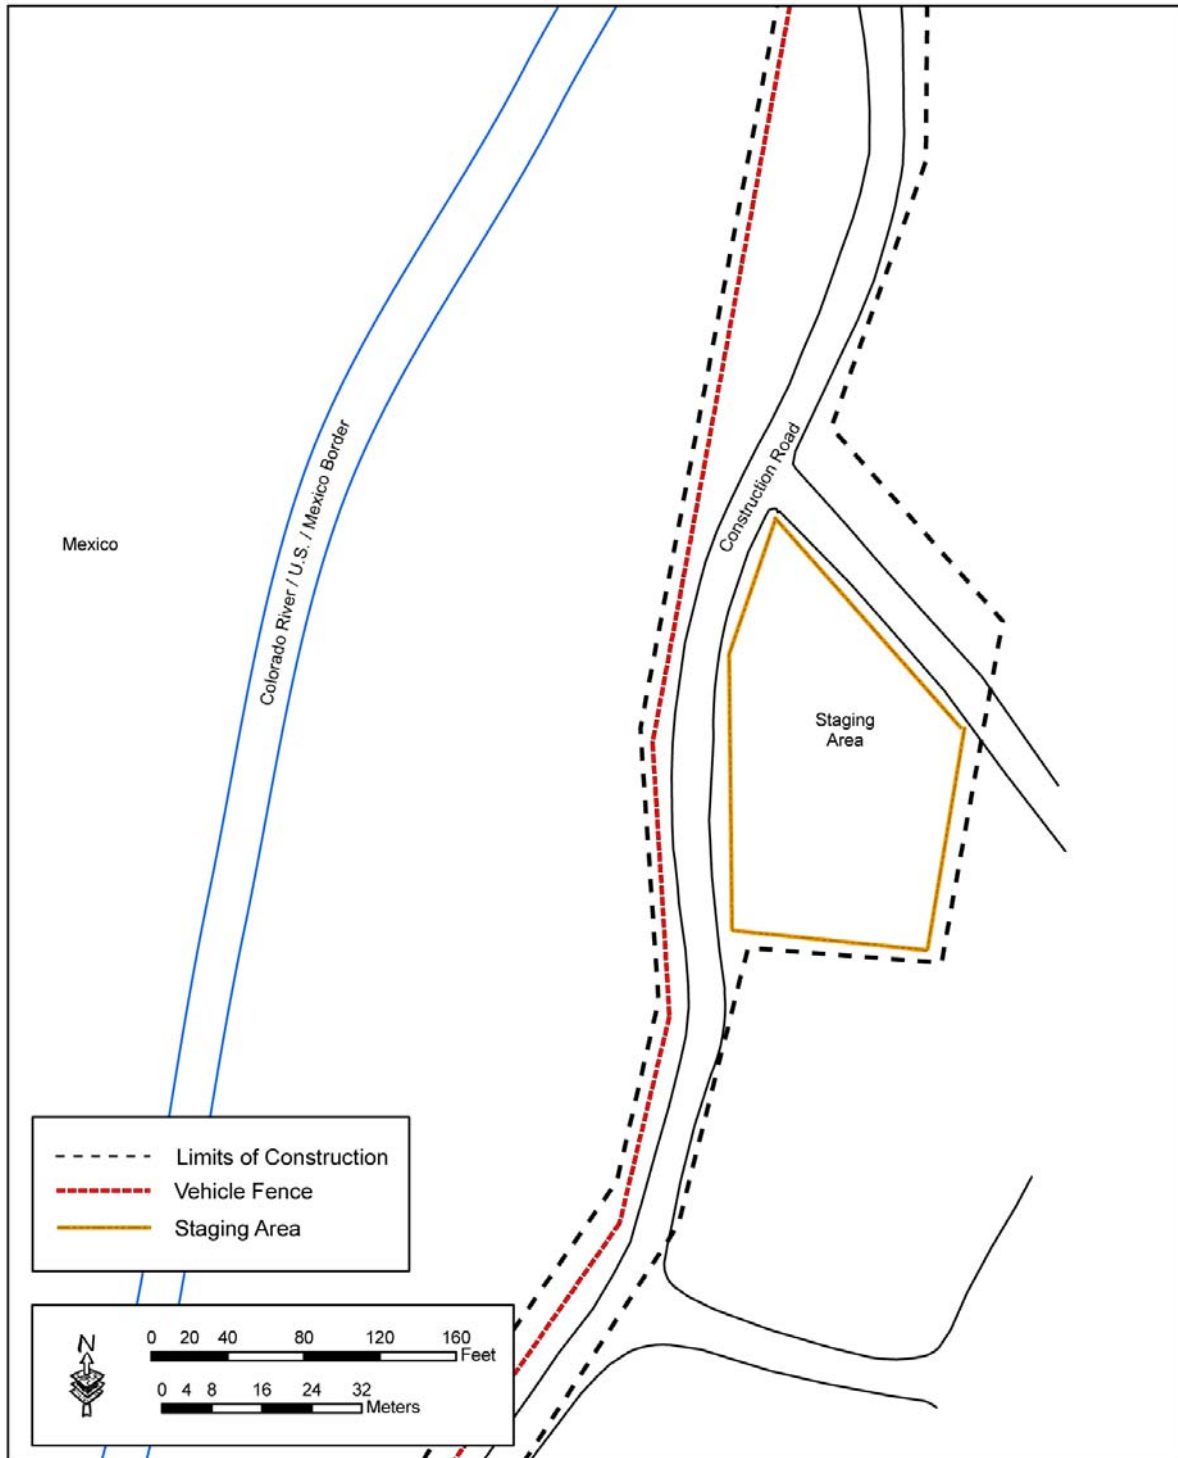 Construction Road
Colorado River / U.S. / Mexico Border
Mexico
Staging
Area
Limits of Construction
Vehicle Fence
Staging Area
N
0 20 40 80 120 160
Feet
0 4 8 16 24 32
Meters